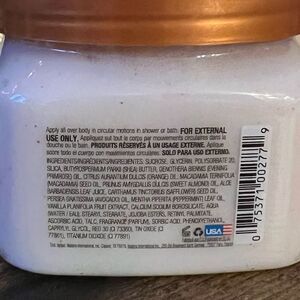 Apply all over body in circular motions in shower or bath. FOR EXTERNAL
USE ONLY. Appliquez sur tout le corps par mouvements circulaires dans la
douche ou le bain. PRODUITS RÉSERVÉS À UN USAGE EXTERNE. Aplique
sobre todo el cuerpo con movimientos circulares. SOLO PARA USO EXTERNO.
INGREDIENTS/INGRÉDIENTS/INGREDIENTES: SUCROSE, GLYCERIN, POLYSORBATE 20,
SILICA, BUTYROSPERMUM PARKII (SHEA) BUTTER, OENOTHERA BIENNIS (EVENING
PRIMROSE) OIL, CITRUS AURANTIUM DULCIS (ORANGE) OIL, MACADAMIA TERNIFOLIA
(MACADAMIA) SEED OIL, PRUNUS AMYGDALUS DULCIS (SWEET ALMOND) OIL, ALOE
BARBADENSIS LEAF JUICE, CARTHAMUS TINCTORIUS (SAFFLOWER) SEED OIL,
PERSEA GRATISSIMA (AVOCADO) OIL, MENTHA PIPERITA (PEPPERMINT) LEAF OIL,
VANILLA PLANIFOLIA FRUIT EXTRACT, CALCIUM SODIUM BOROSILICATE, AQUA
(WATER / EAU), STEARETH, JOJOBA ESTERS, RETINYL PALMITATE,
ASCORBIC ACID, TALC, FRAGRANCE (PARFUM), SORBIC ACID, PHENOXYETHANOL,
CAPRYLYL GLYCOL, RED 30 (CI 73360), TIN OXIDE (CI
77861), TITANIUM DIOXIDE (CI 77891)
USA
0 75371 00277 9